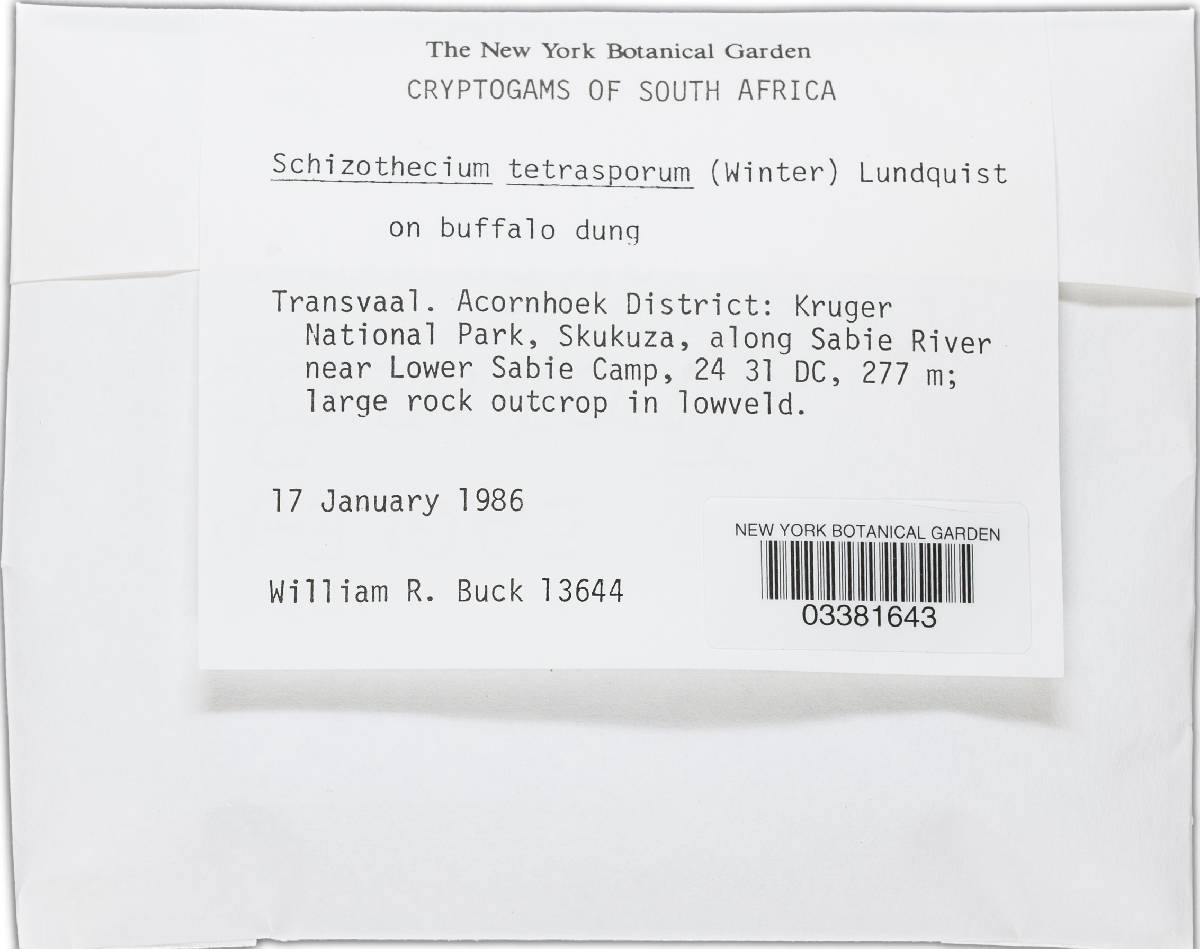 The New York Botanical Garden
CRYPTOGAMS OF SOUTH AFRICA
Schizothecium tetrasporum (Winter) Lundquist
on buffalo dung
Transvaal. Acornhoek District: Kruger
National Park, Skukuza, along Sabie River
near Lower Sabie Camp, 24 31 DC, 277 m;
large rock outcrop in lowveld.
17 January 1986
William R. Buck 13644
NEW YORK BOTANICAL GARDEN
03381643